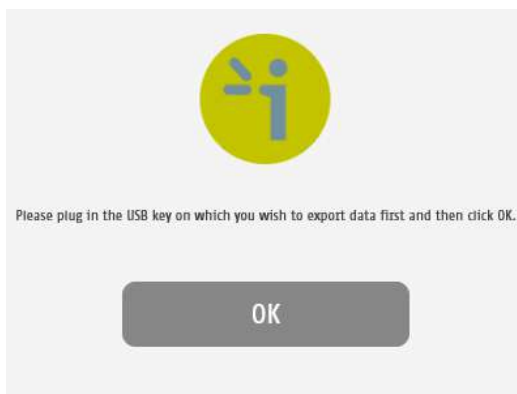 Please plug in the USB key on which you wish to export data first and then click OK.
OK